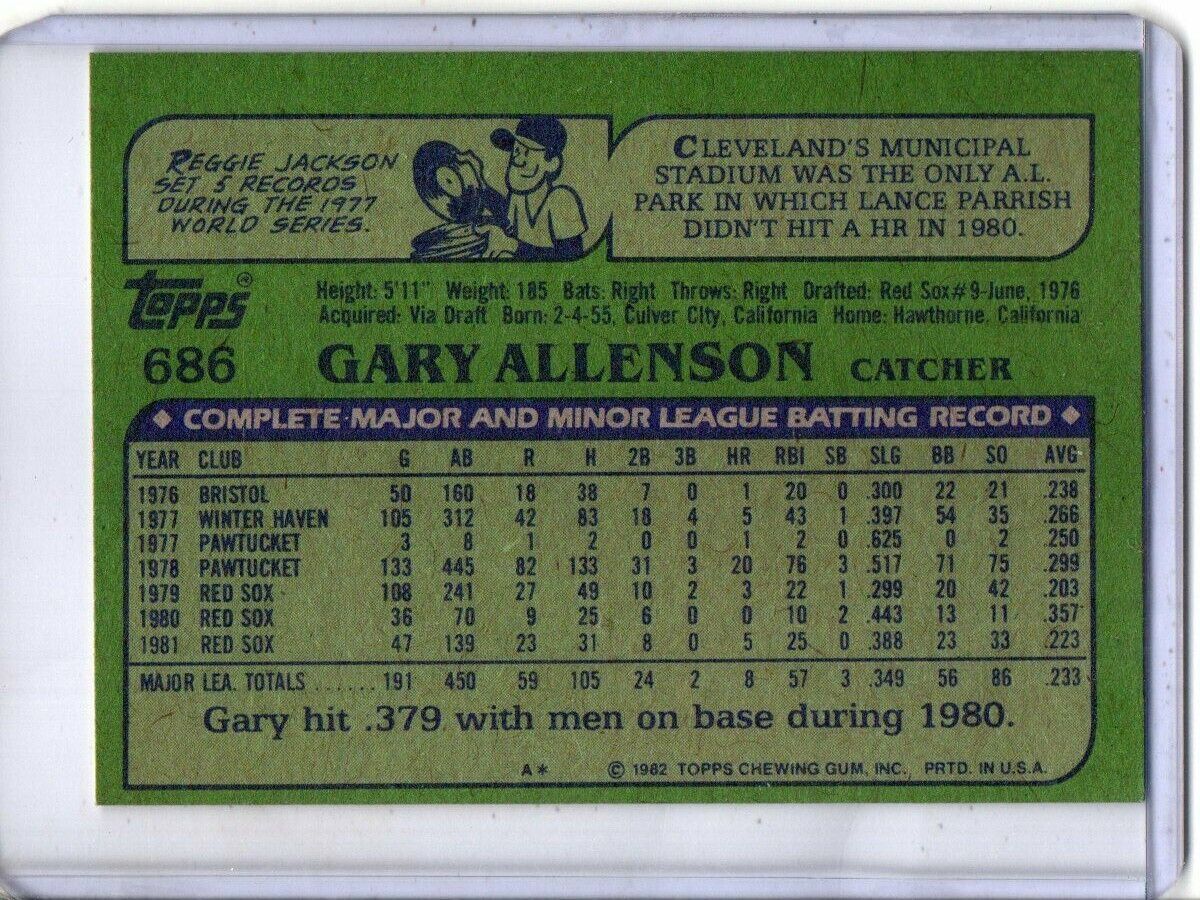 REGGIE JACKSON
SET 5 RECORDS
DURING THE 1977
WORLD SERIES.
CLEVELAND'S MUNICIPAL
STADIUM WAS THE ONLY A.L.
PARK IN WHICH LANCE PARRISH
DIDN'T HIT A HR IN 1980.
TOPPS®
Height: 5'11" Weight: 185 Bats: Right Throws: Right Drafted: Red Sox#9-June, 1976
Acquired: Via Draft Born: 2-4-55, Culver City, California Home: Hawthorne, California
686 GARY ALLENSON CATCHER
◆ COMPLETE MAJOR AND MINOR LEAGUE BATTING RECORD ◆
YEAR CLUB G AB R H 2B 3B HR RBI SB SLG BB SO AVG
1976 BRISTOL 50 160 18 38 7 0 1 20 0 .300 22 21 .238
1977 WINTER HAVEN 105 312 42 83 18 4 5 43 1 .397 54 35 .266
1977 PAWTUCKET 3 8 1 2 0 0 1 2 0 .625 0 2 .250
1978 PAWTUCKET 133 445 82 133 31 3 20 76 3 .517 71 75 .299
1979 RED SOX 108 241 27 49 10 2 3 22 1 .299 20 42 .203
1980 RED SOX 36 70 9 25 6 0 0 10 2 .443 13 11 .357
1981 RED SOX 47 139 23 31 8 0 5 25 0 .388 23 33 .223
MAJOR LEA. TOTALS ...... 191 450 59 105 24 2 8 57 3 .349 56 86 .233
Gary hit .379 with men on base during 1980.
A* © 1982 TOPPS CHEWING GUM, INC. PRTD. IN U.S.A.